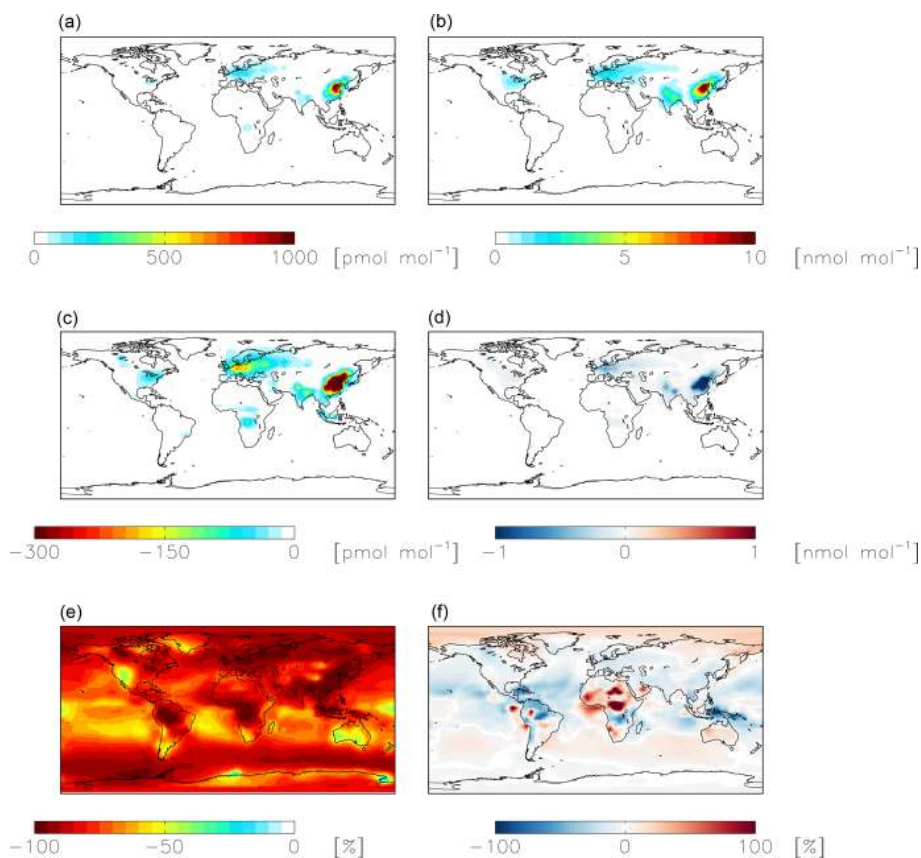 (a) (b)
0 500 1000 [pmol mol⁻¹] 0 5 10 [nmol mol⁻¹]
(c) (d)
−300 −150 0 [pmol mol⁻¹] −1 0 1 [nmol mol⁻¹]
(e) (f)
−100 −50 0 [%] −100 0 100 [%]